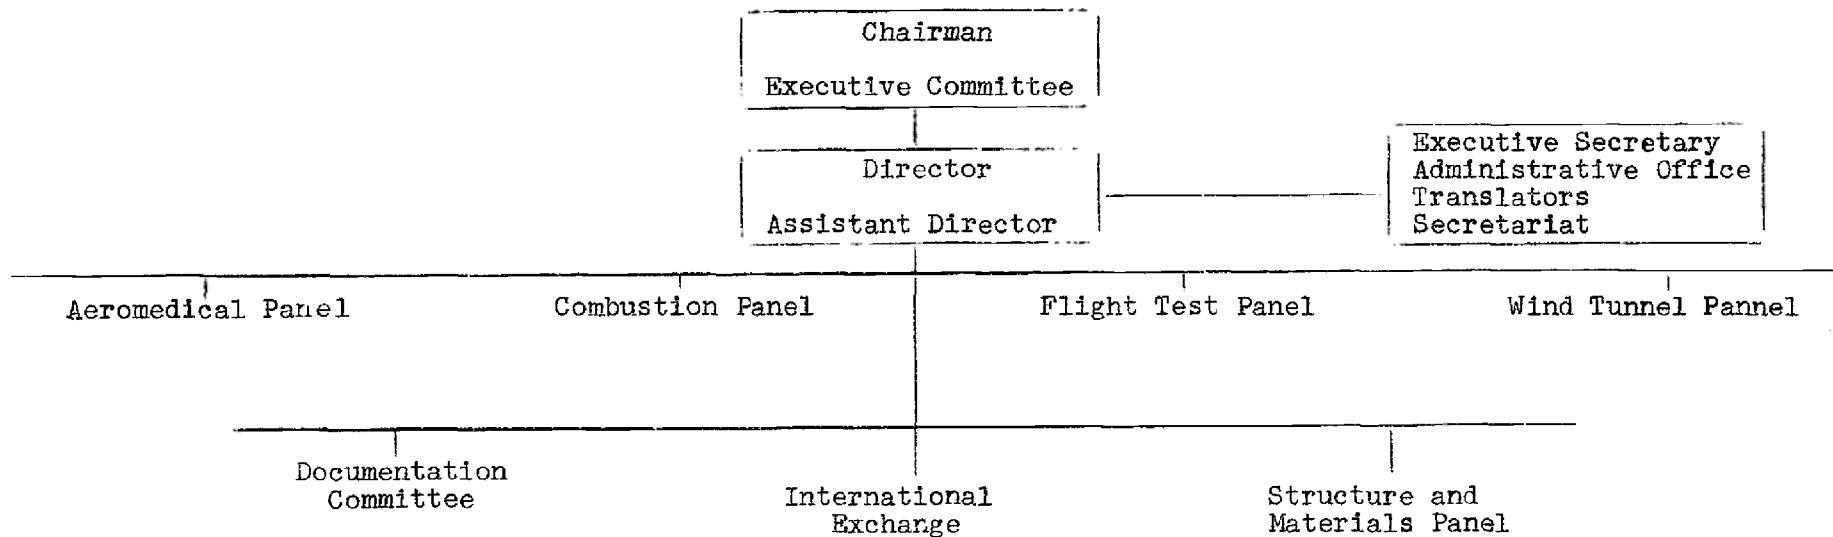 Chairman
Executive Committee
Director
Assistant Director
Executive Secretary
Administrative Office
Translators
Secretariat
Aeromedical Panel
Combustion Panel
Flight Test Panel
Wind Tunnel Pannel
Documentation
Committee
International
Exchange
Structure and
Materials Panel